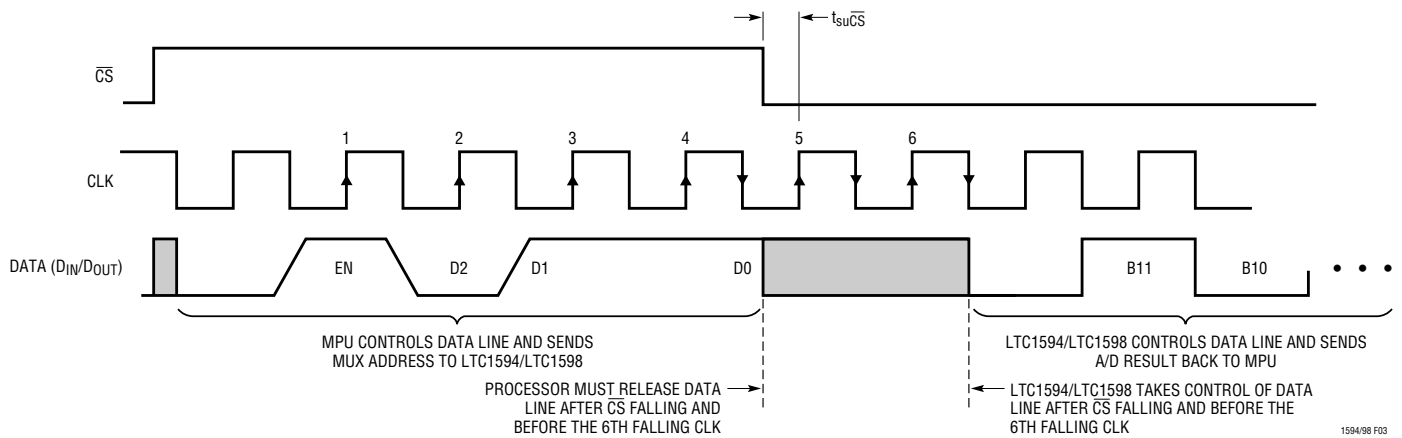 tsuCS
CS
1 2 3 4 5 6
CLK
DATA (DIN/DOUT)
EN D2 D1 D0 B11 B10 • • •
MPU CONTROLS DATA LINE AND SENDS
MUX ADDRESS TO LTC1594/LTC1598
LTC1594/LTC1598 CONTROLS DATA LINE AND SENDS
A/D RESULT BACK TO MPU
PROCESSOR MUST RELEASE DATA
LINE AFTER CS FALLING AND
BEFORE THE 6TH FALLING CLK
LTC1594/LTC1598 TAKES CONTROL OF DATA
LINE AFTER CS FALLING AND BEFORE THE
6TH FALLING CLK
1594/98 F03